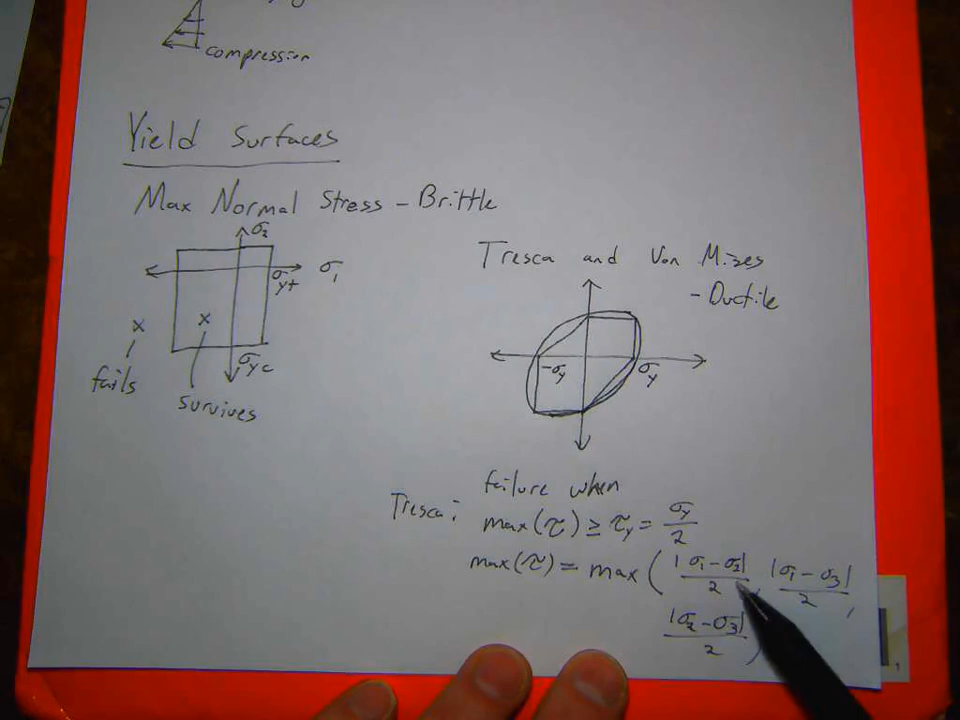 compression
Yield Surfaces
Max Normal Stress - Brittle
σ₂
σ₁
σyt
x
x
σyc
fails
survives
Tresca and Von Mises
- Ductile
-σy
σy
failure when
Tresca: max(τ) ≥ τy = σy/2
max(τ) = max( |σ₁-σ₂|/2, |σ₁-σ₃|/2,
|σ₂-σ₃|/2 )